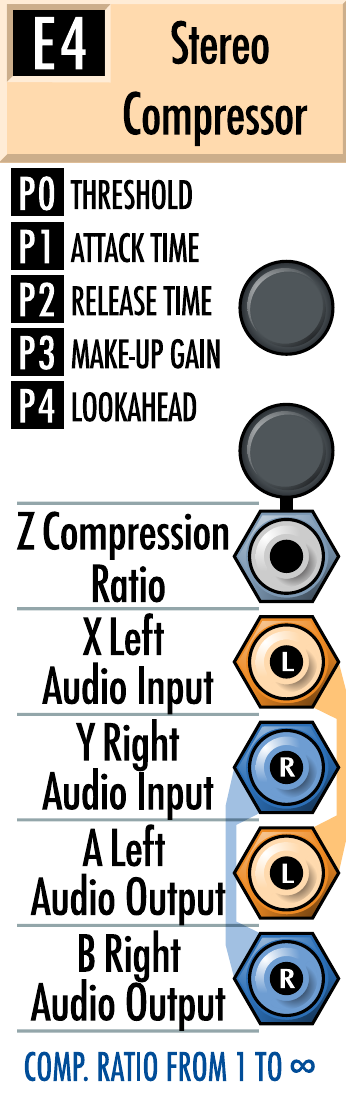 E4 Stereo
Compressor
P0 THRESHOLD
P1 ATTACK TIME
P2 RELEASE TIME
P3 MAKE-UP GAIN
P4 LOOKAHEAD
Z Compression
Ratio
X Left
Audio Input
L
Y Right
Audio Input
R
A Left
Audio Output
L
B Right
Audio Output
R
COMP. RATIO FROM 1 TO ∞